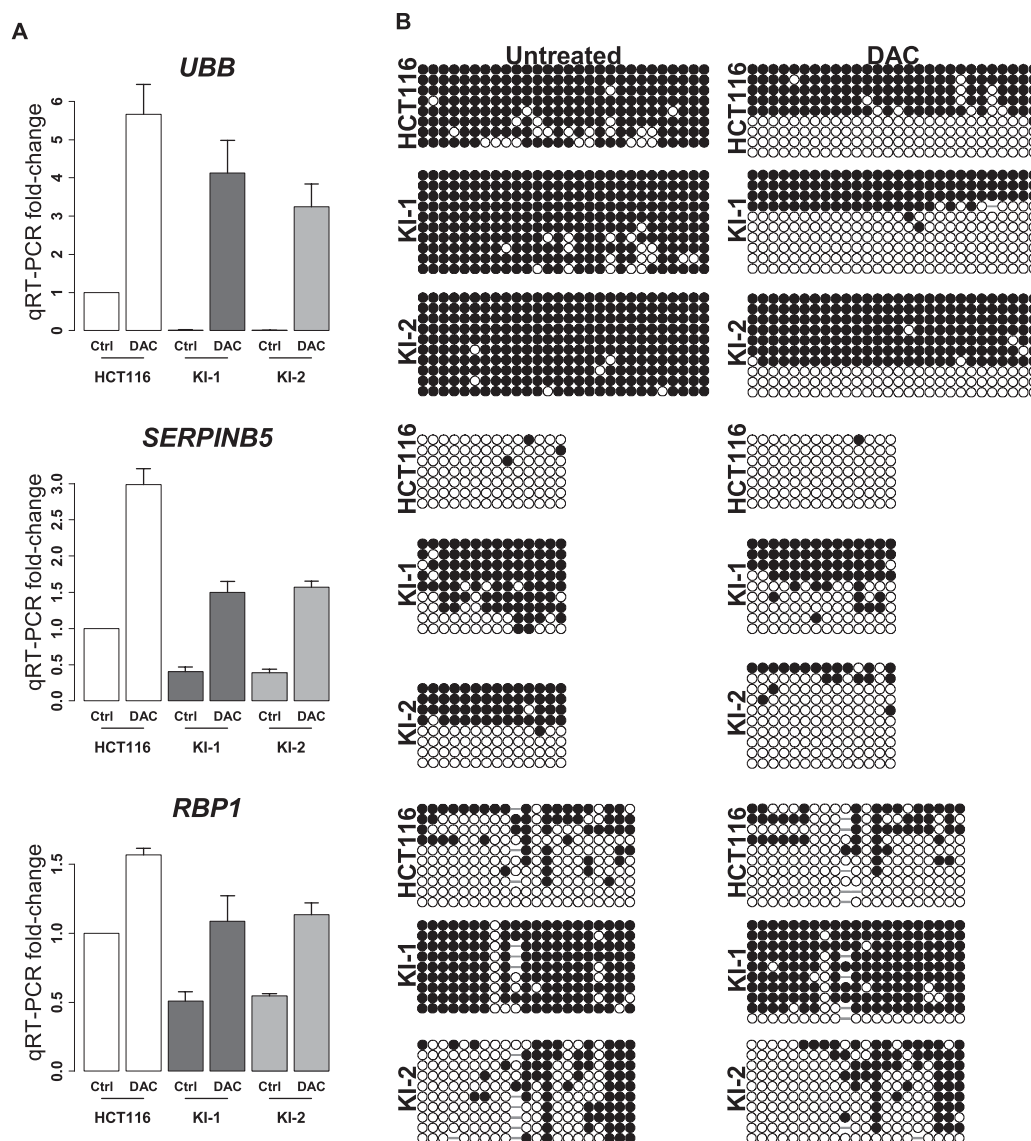 A
UBB
qRT-PCR fold-change
0 1 2 3 4 5 6
Ctrl DAC Ctrl DAC Ctrl DAC
HCT116 KI-1 KI-2
SERPINB5
qRT-PCR fold-change
0.0 0.5 1.0 1.5 2.0 2.5 3.0
Ctrl DAC Ctrl DAC Ctrl DAC
HCT116 KI-1 KI-2
RBP1
qRT-PCR fold-change
0.0 0.5 1.0 1.5
Ctrl DAC Ctrl DAC Ctrl DAC
HCT116 KI-1 KI-2
B
Untreated DAC
HCT116 HCT116
KI-1 KI-1
KI-2 KI-2
HCT116 HCT116
KI-1 KI-1
KI-2 KI-2
HCT116 HCT116
KI-1 KI-1
KI-2 KI-2